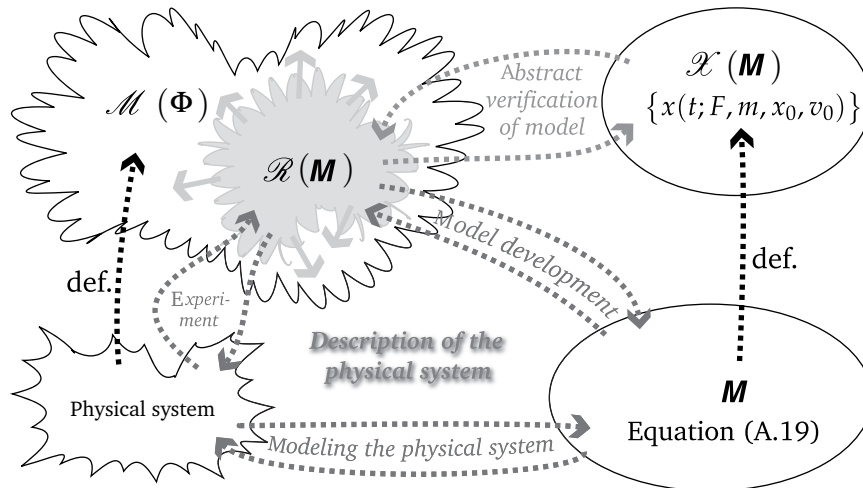 ℳ (Φ)
ℛ (M)
𝒳 (M)
{x(t; F, m, x₀, v₀)}
Abstract
verification
of model
Model development
def.
def.
Experi-
ment
Description of the
physical system
Physical system
Modeling the physical system
M
Equation (A.19)